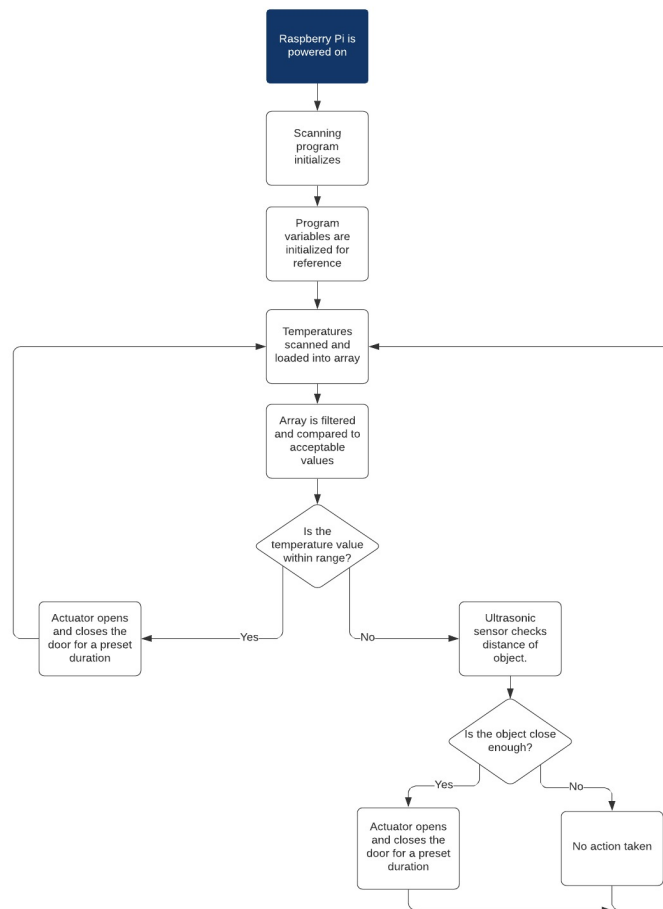 Raspberry Pi is
powered on
Scanning
program
initializes
Program
variables are
initialized for
reference
Temperatures
scanned and
loaded into array
Array is filtered
and compared to
acceptable
values
Is the
temperature value
within range?
Yes
No
Actuator opens
and closes the
door for a preset
duration
Ultrasonic
sensor checks
distance of
object.
Is the object close
enough?
Yes
No
Actuator opens
and closes the
door for a preset
duration
No action taken